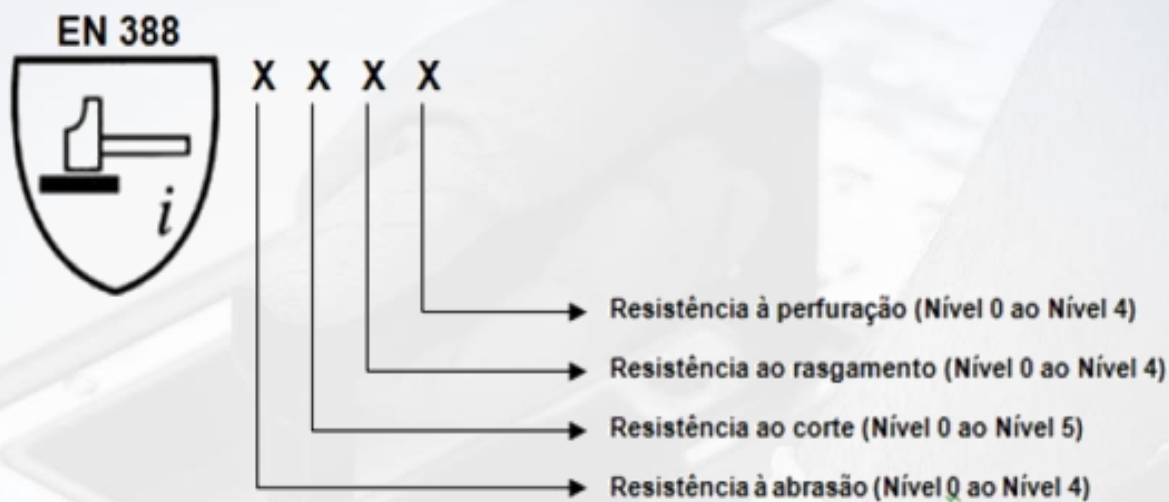 EN 388
X X X X
i
Resistência à perfuração (Nível 0 ao Nível 4)
Resistência ao rasgamento (Nível 0 ao Nível 4)
Resistência ao corte (Nível 0 ao Nível 5)
Resistência à abrasão (Nível 0 ao Nível 4)